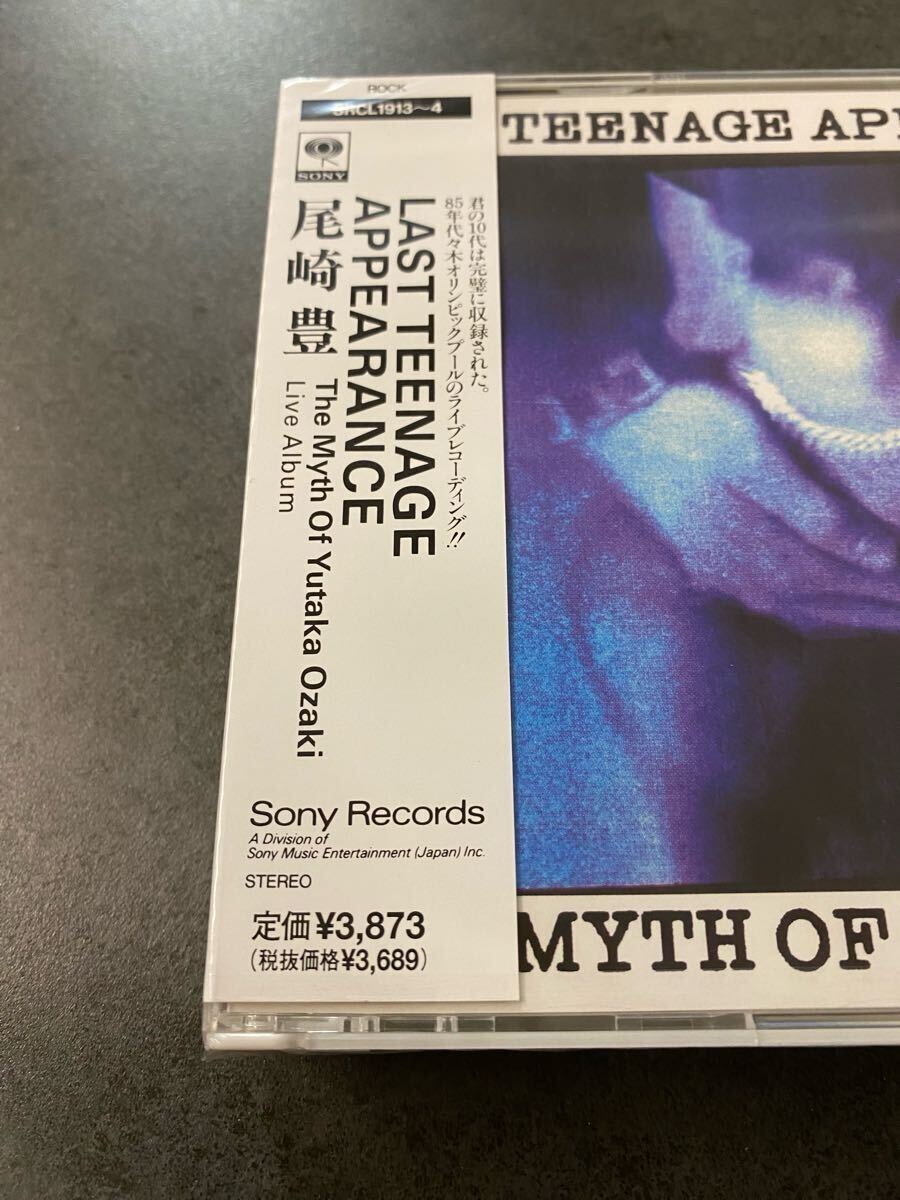 ROCK
SRCL1913〜4
SONY
君の10代は完璧に収録された。
85年代々木オリンピックプールのライブレコーディング!!
LAST TEENAGE
APPEARANCE
尾崎 豊
The Myth Of Yutaka Ozaki
Live Album
Sony Records
A Division of
Sony Music Entertainment (Japan) Inc.
STEREO
定価¥3,873
(税抜価格¥3,689)
TEENAGE AP
MYTH OF